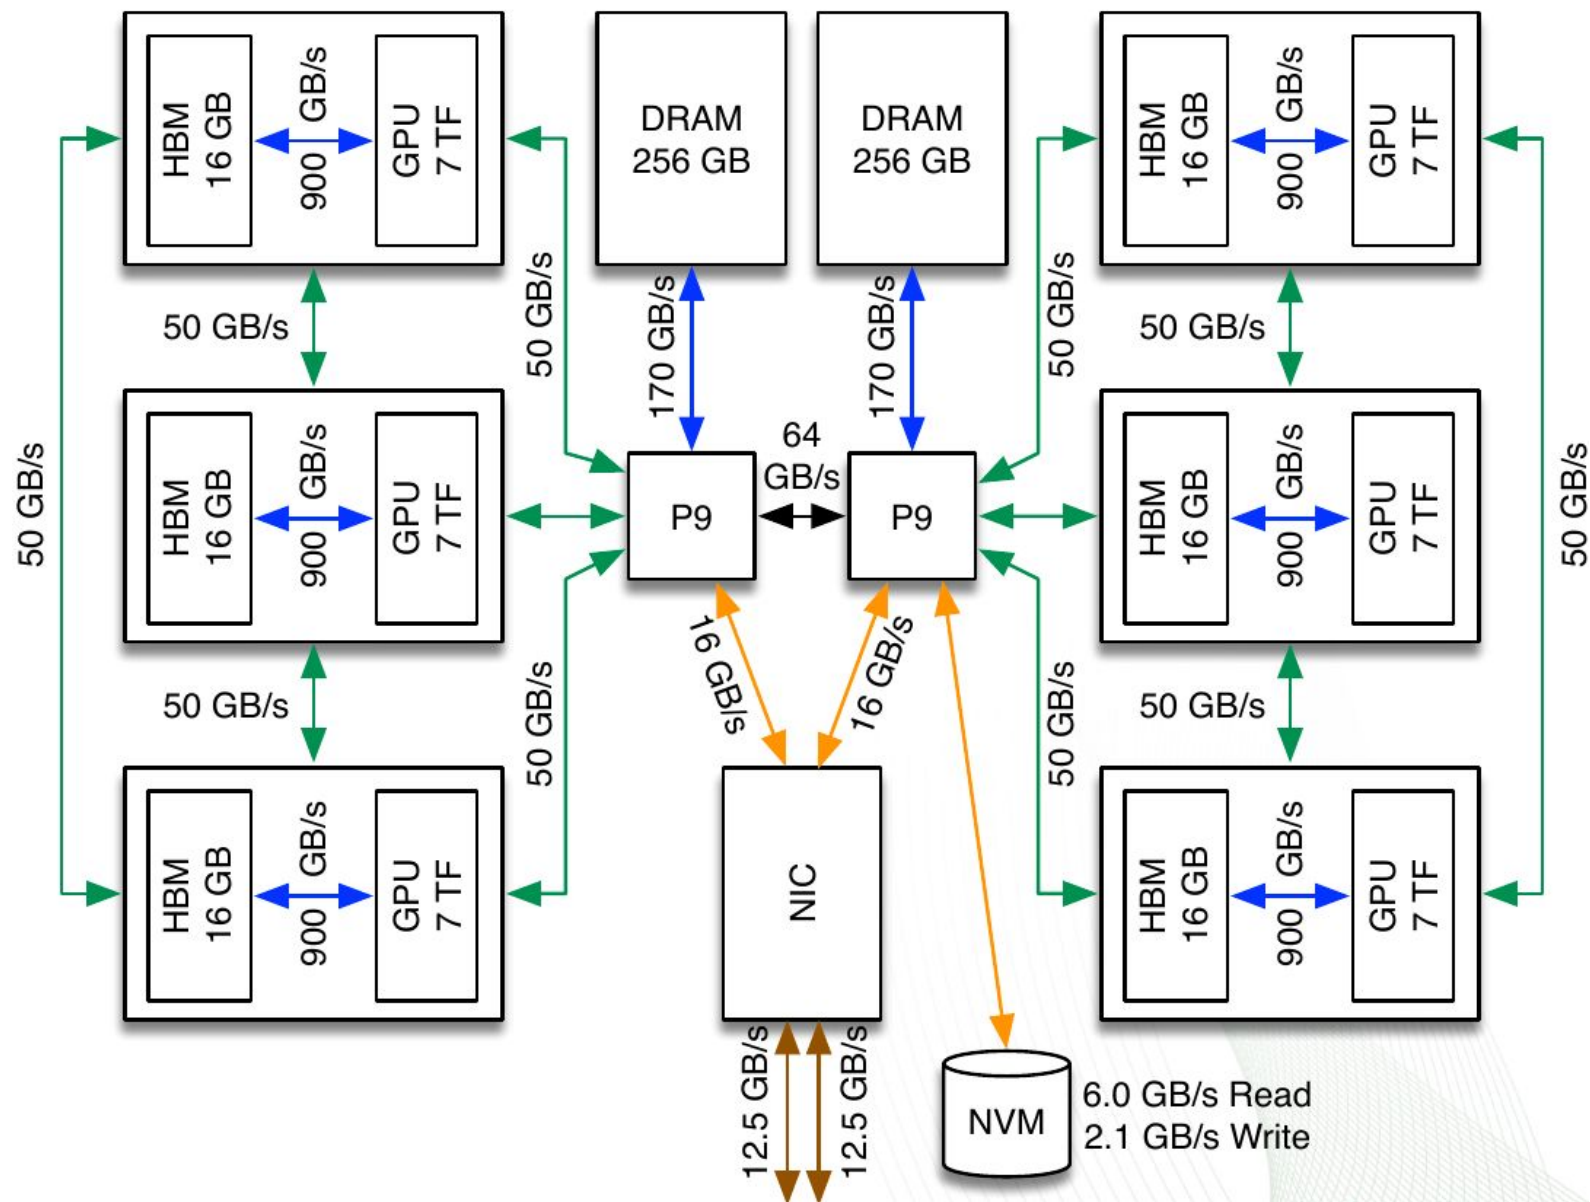 HBM
16 GB
900 GB/s
GPU
7 TF
DRAM
256 GB
DRAM
256 GB
HBM
16 GB
900 GB/s
GPU
7 TF
50 GB/s
50 GB/s
170 GB/s
170 GB/s
50 GB/s
50 GB/s
50 GB/s
HBM
16 GB
900 GB/s
GPU
7 TF
P9
64
GB/s
P9
HBM
16 GB
900 GB/s
GPU
7 TF
50 GB/s
50 GB/s
50 GB/s
16 GB/s
16 GB/s
50 GB/s
50 GB/s
HBM
16 GB
900 GB/s
GPU
7 TF
NIC
HBM
16 GB
900 GB/s
GPU
7 TF
12.5 GB/s
12.5 GB/s
NVM
6.0 GB/s Read
2.1 GB/s Write